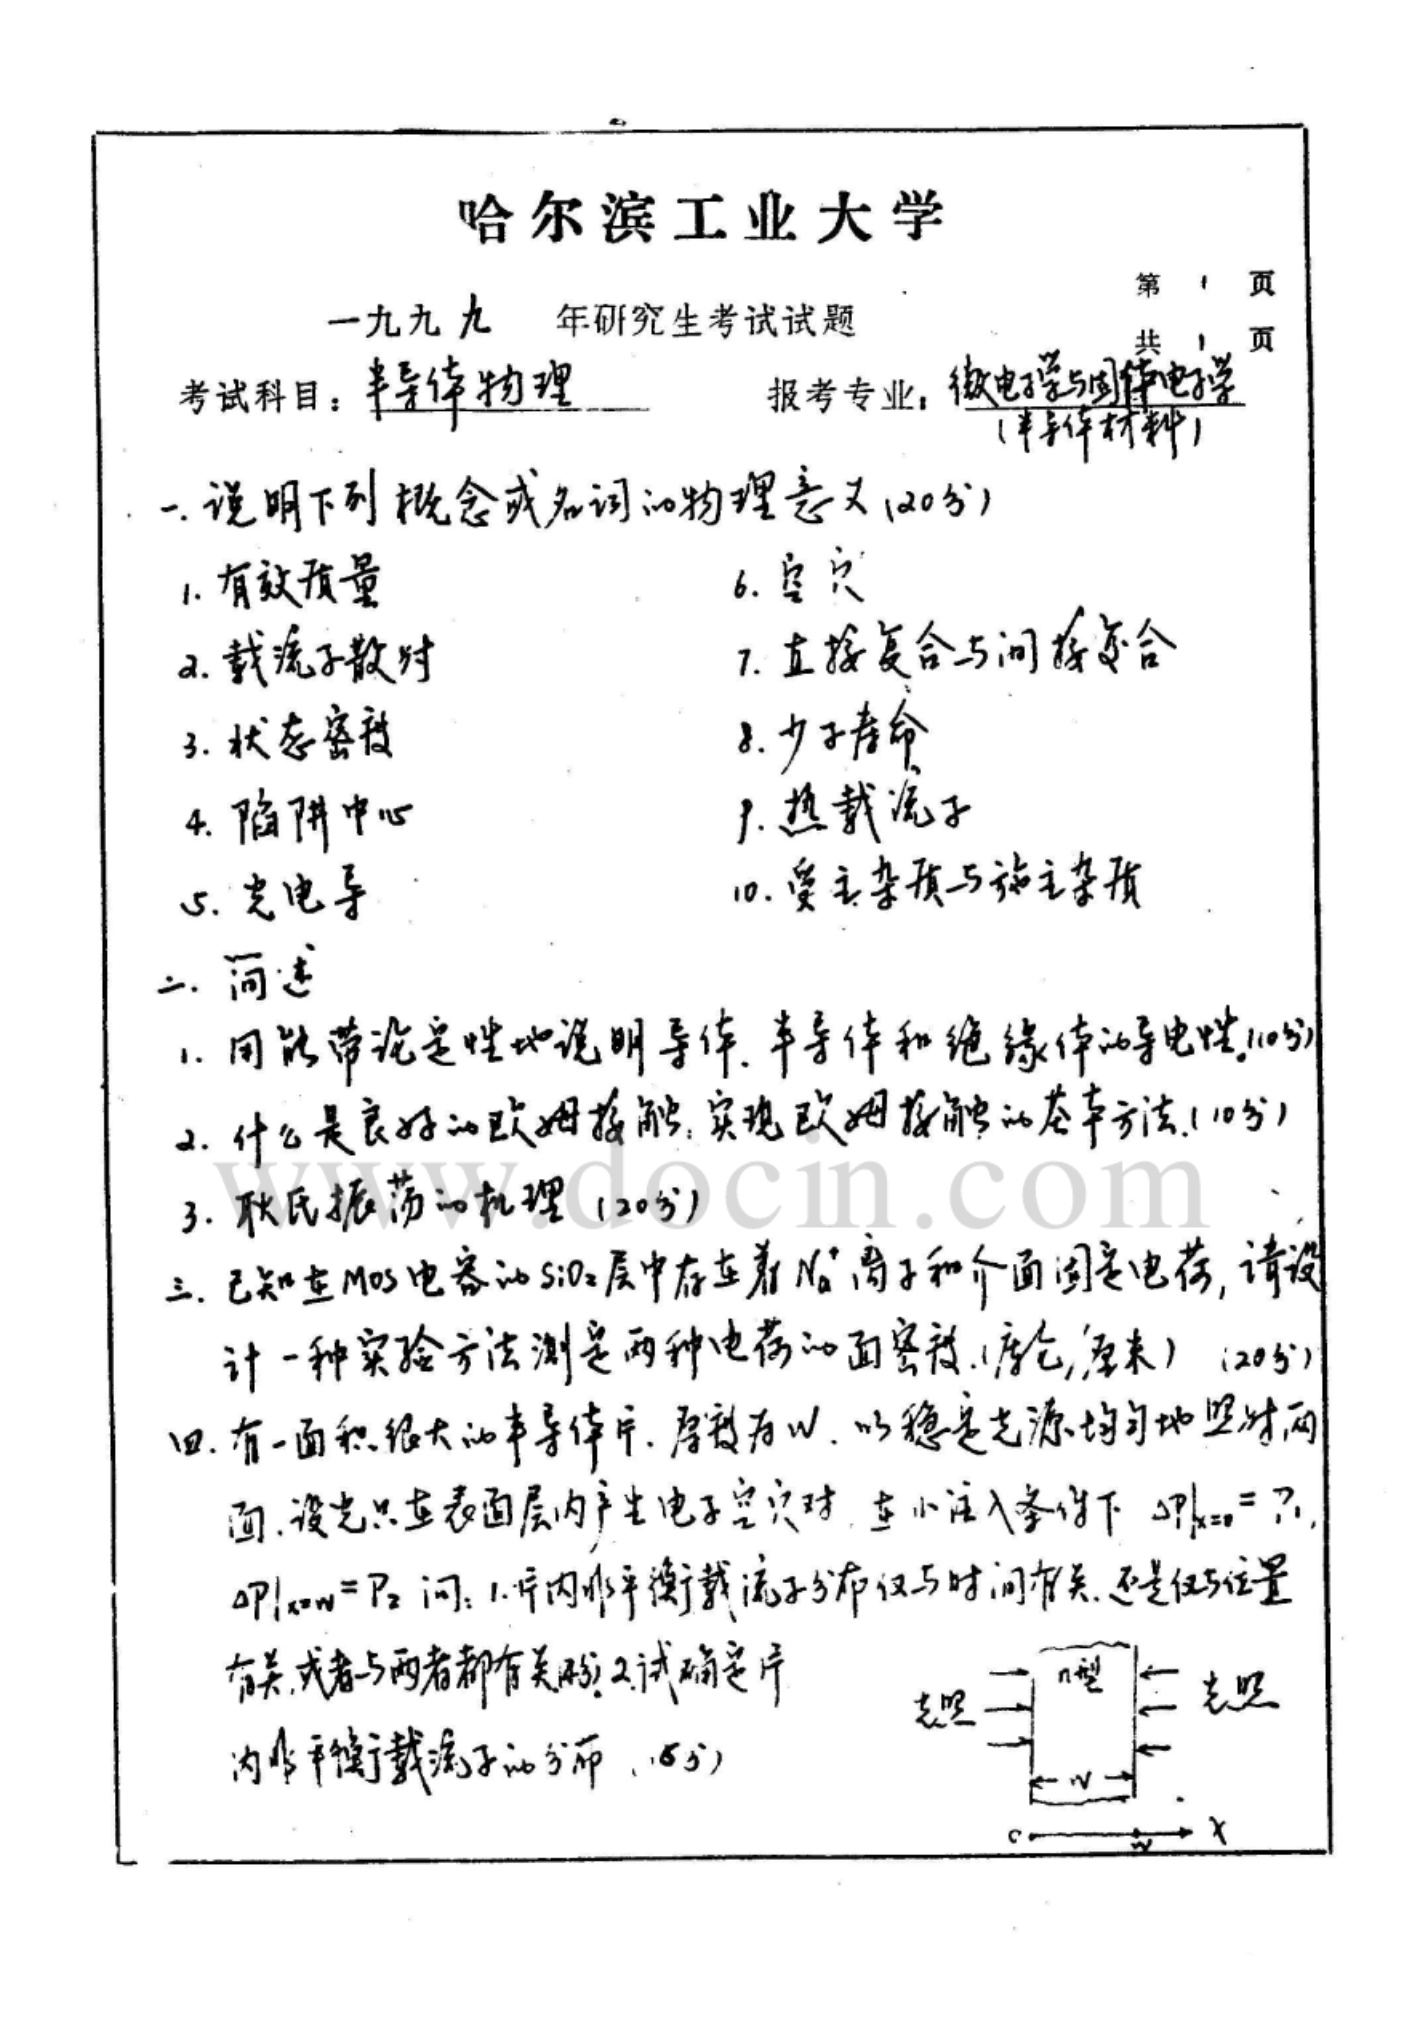 哈尔滨工业大学
第 1 页
一九九九 年研究生考试试题
共 1 页
考试科目：半导体物理 报考专业：微电子学与固体电子学
（半导体材料）
一. 说明下列概念或名词的物理意义（20分）
1. 有效质量 6. 空穴
2. 载流子散射 7. 直接复合与间接复合
3. 状态密度 8. 少子寿命
4. 陷阱中心 9. 热载流子
5. 光电导 10. 受主杂质与施主杂质
二. 简述
1. 用能带论定性地说明导体、半导体和绝缘体的导电性。（10分）
2. 什么是良好的欧姆接触，实现欧姆接触的基本方法.（10分）
www.docin.com
3. 耿氏振荡的机理（20分）
三. 已知在MOS电容的SiO₂层中存在着Na⁺离子和介面固定电荷, 请设
计一种实验方法测定两种电荷的面密度.（ ）（20分）
四. 有一面积很大的半导体片. 厚度为W. 以稳定光源均匀地照射两
面. 设光只在表面层内产生电子空穴对. 在小注入条件下 ΔP|x=0 = P₁,
ΔP|x=w = P₂ 问: 1. 片内非平衡载流子分布仅与时间有关. 还是仅与位置
有关, 或者与两者都有关 2. 试确定片
内非平衡载流子的分布
n型
光照 光照
W
0 W X